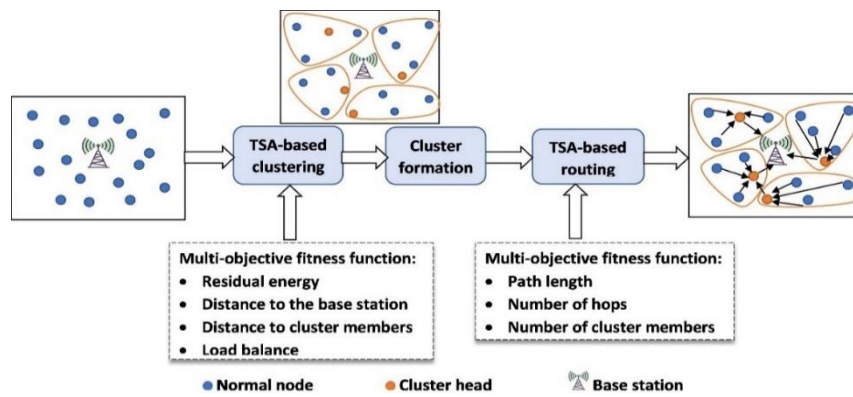 TSA-based
clustering
Cluster
formation
TSA-based
routing
Multi-objective fitness function:
• Residual energy
• Distance to the base station
• Distance to cluster members
• Load balance
Multi-objective fitness function:
• Path length
• Number of hops
• Number of cluster members
Normal node
Cluster head
Base station